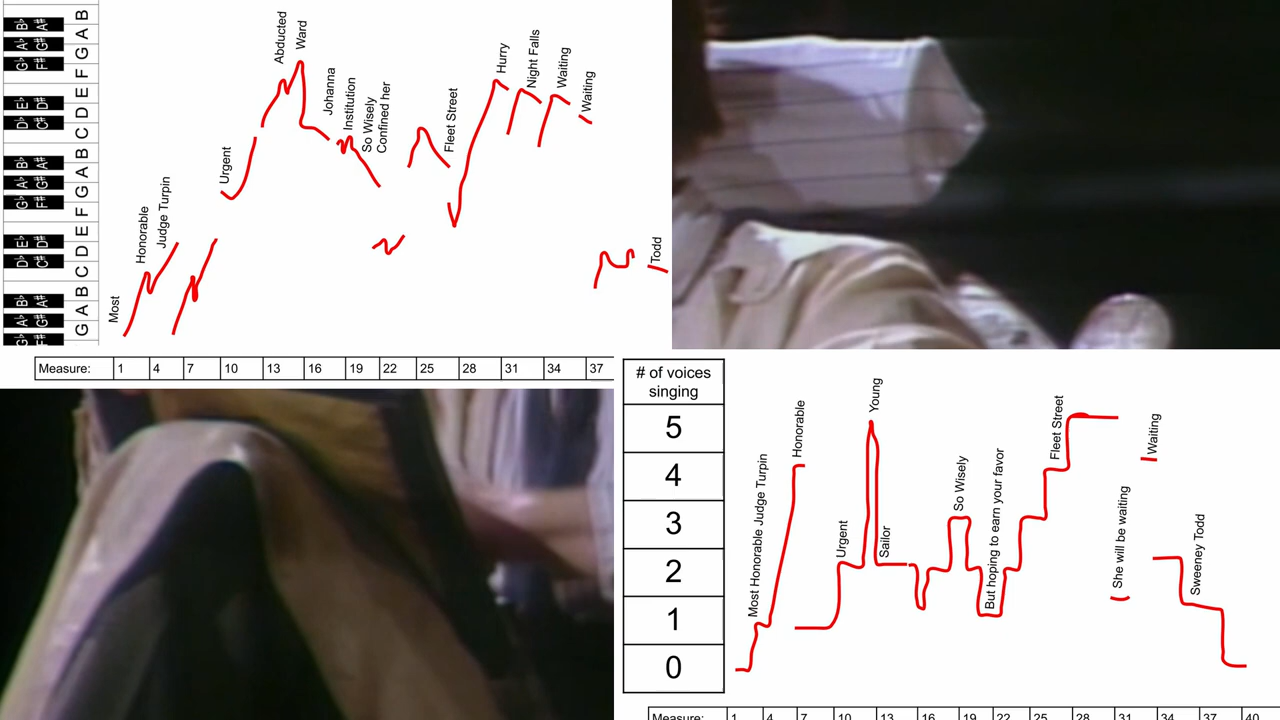 B
A
G
F
E
D
C
B
A
G
F
E
D
C
B
A
G
B♭ A♯
A♭ G♯
G♭ F♯
E♭ D♯
D♭ C♯
B♭ A♯
A♭ G♯
G♭ F♯
E♭ D♯
D♭ C♯
B♭ A♯
A♭ G♯
G♭ F♯
Most
Honorable
Judge Turpin
Urgent
Abducted
Ward
Johanna
Institution
So Wisely
Confined her
Fleet Street
Hurry
Night Falls
Waiting
Waiting
Todd
Measure: 1 4 7 10 13 16 19 22 25 28 31 34 37
# of voices
singing
5
4
3
2
1
0
Most Honorable Judge Turpin
Honorable
Urgent
Young
Sailor
So Wisely
But hoping to earn your favor
Fleet Street
She will be waiting
Waiting
Sweeney Todd
Measure: 1 4 7 10 13 16 19 22 25 28 31 34 37 40